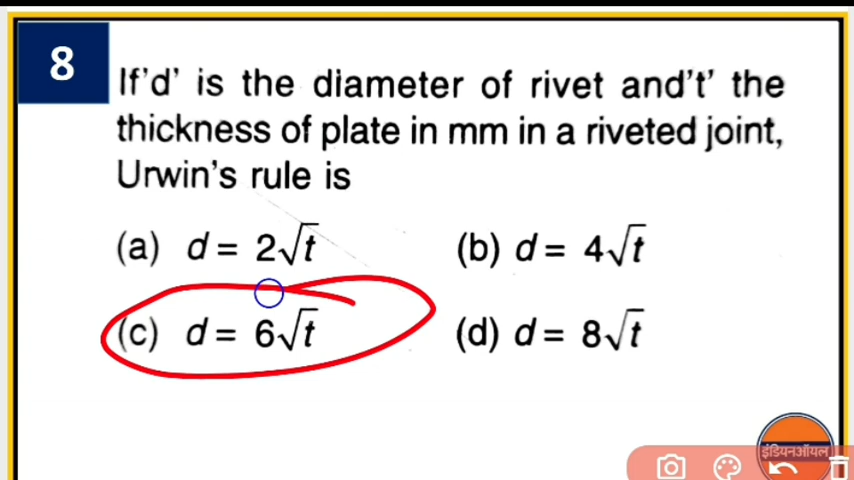 8
If'd' is the diameter of rivet and't' the
thickness of plate in mm in a riveted joint,
Urwin's rule is
(a) d = 2√t
(b) d = 4√t
(c) d = 6√t
(d) d = 8√t
इंडियनऑयल